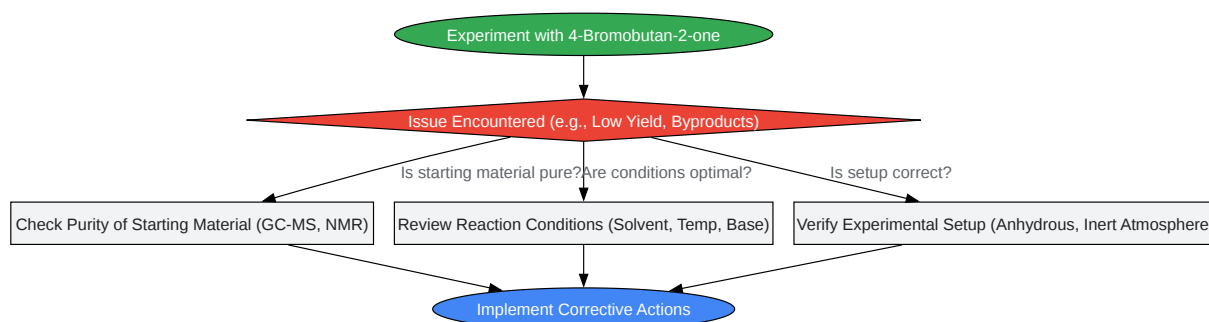 Experiment with 4-Bromobutan-2-one
Issue Encountered (e.g., Low Yield, Byproducts)
Is starting material pure? Are conditions optimal? Is setup correct?
Check Purity of Starting Material (GC-MS, NMR)
Review Reaction Conditions (Solvent, Temp, Base)
Verify Experimental Setup (Anhydrous, Inert Atmosphere
Implement Corrective Actions